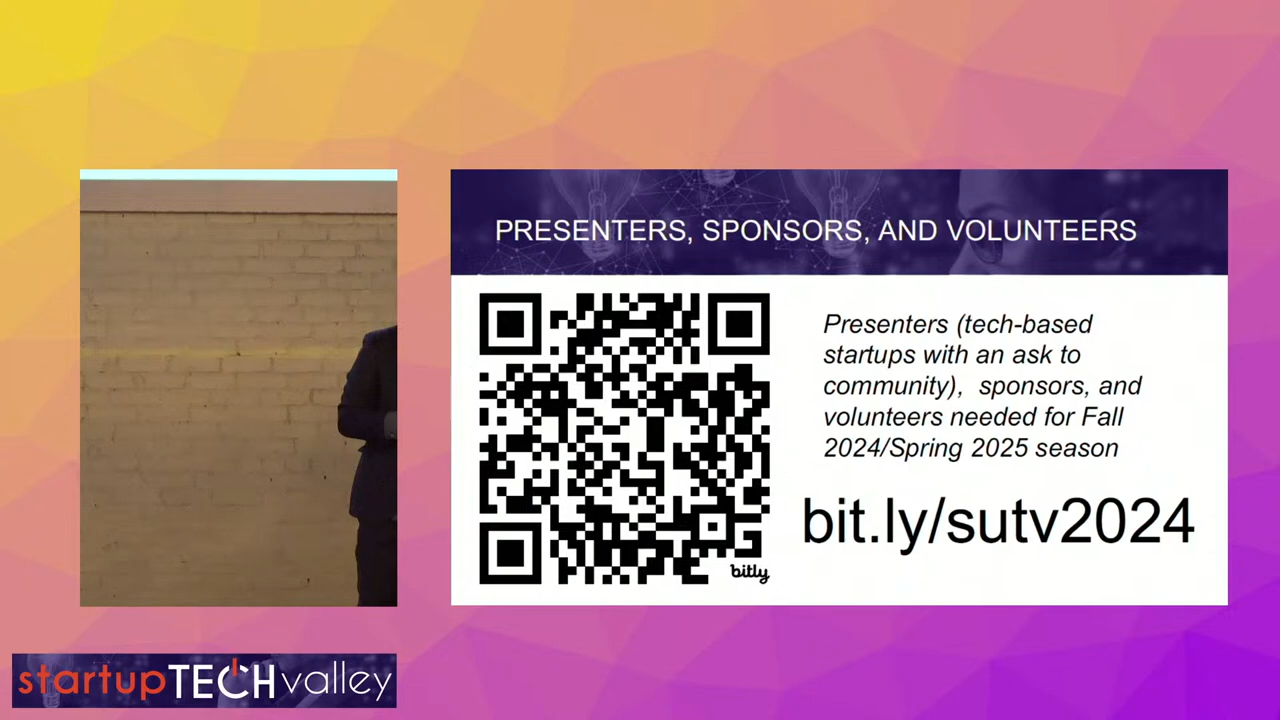 PRESENTERS, SPONSORS, AND VOLUNTEERS
Presenters (tech-based
startups with an ask to
community),  sponsors, and
volunteers needed for Fall
2024/Spring 2025 season
bit.ly/sutv2024
bitly
startupTECHvalley